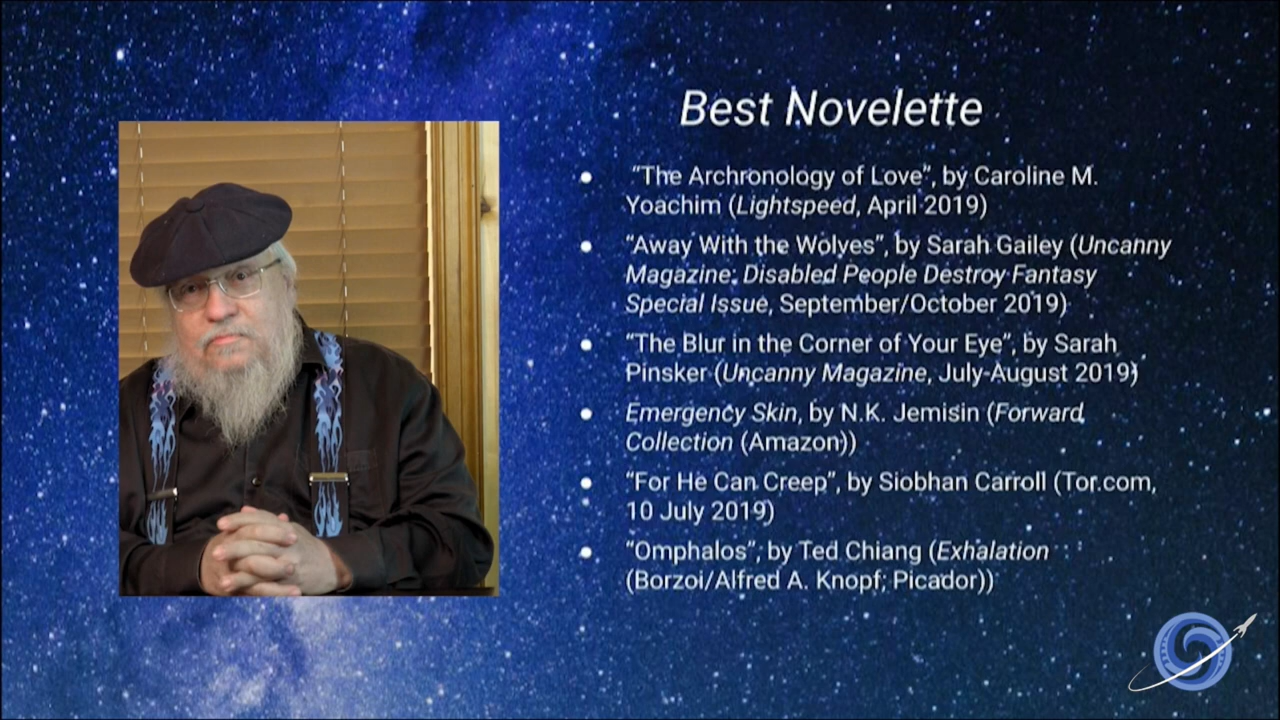 Best Novelette
● “The Archronology of Love”, by Caroline M.
Yoachim (Lightspeed, April 2019)
● “Away With the Wolves”, by Sarah Gailey (Uncanny
Magazine: Disabled People Destroy Fantasy
Special Issue, September/October 2019)
● “The Blur in the Corner of Your Eye”, by Sarah
Pinsker (Uncanny Magazine, July-August 2019)
● Emergency Skin, by N.K. Jemisin (Forward
Collection (Amazon))
● “For He Can Creep”, by Siobhan Carroll (Tor.com,
10 July 2019)
● “Omphalos”, by Ted Chiang (Exhalation
(Borzoi/Alfred A. Knopf; Picador))